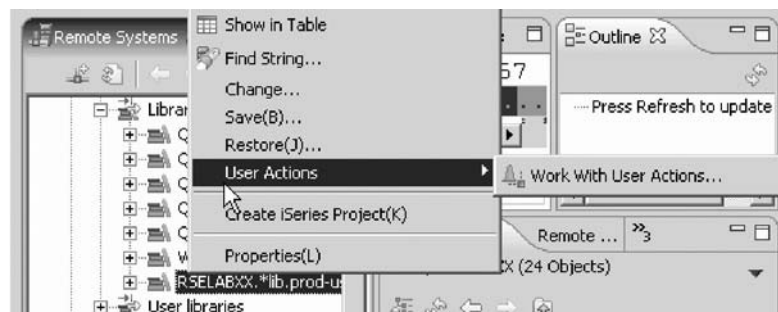 Remote Systems
Show in Table
Find String...
Change...
Save(B)...
Restore(J)...
User Actions
Create iSeries Project(K)
Properties(L)
Work With User Actions...
Librar
Q
Q
Q
Q
Q
W
RSELABXX.*lib.prod-us
User libraries
57
Outline
Press Refresh to update
Remote ... »3
X (24 Objects)